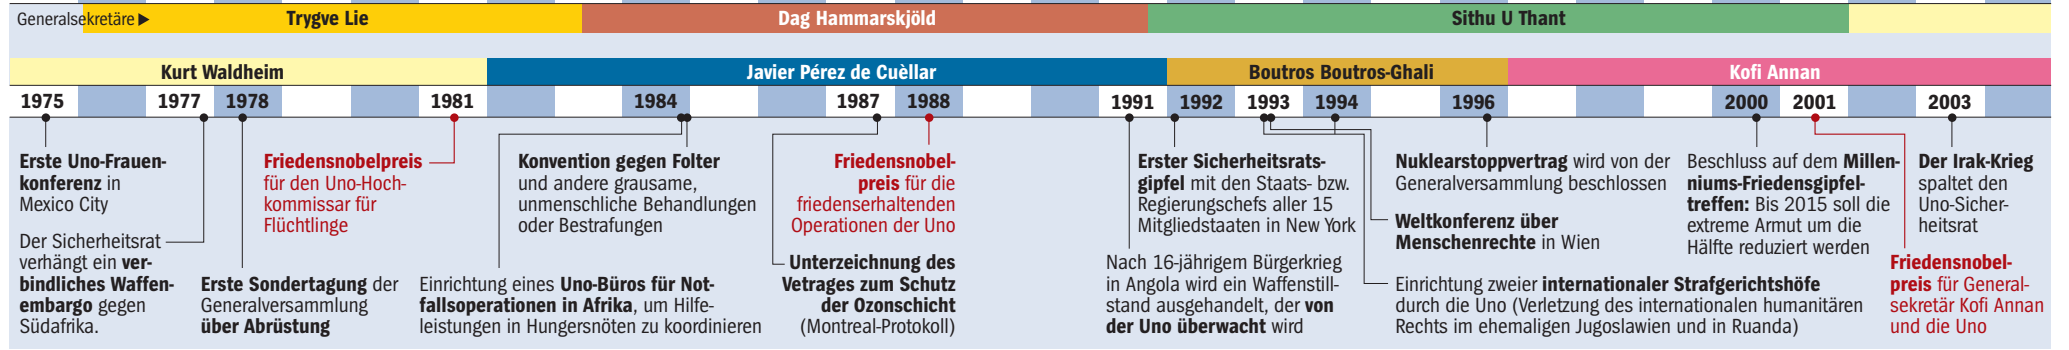 Generalsekretäre ▶ Trygve Lie Dag Hammarskjöld Sithu U Thant
Kurt Waldheim Javier Pérez de Cuèllar Boutros Boutros-Ghali Kofi Annan
1975 1977 1978 1981 1984 1987 1988 1991 1992 1993 1994 1996 2000 2001 2003
Erste Uno-Frauen-
konferenz in
Mexico City
Der Sicherheitsrat
verhängt ein ver-
bindliches Waffen-
embargo gegen
Südafrika.
Erste Sondertagung der
Generalversammlung
über Abrüstung
Friedensnobelpreis
für den Uno-Hoch-
kommissar für
Flüchtlinge
Einrichtung eines Uno-Büros für Not-
fallsoperationen in Afrika, um Hilfe-
leistungen in Hungersnöten zu koordinieren
Konvention gegen Folter
und andere grausame,
unmenschliche Behandlungen
oder Bestrafungen
Unterzeichnung des
Vetrages zum Schutz
der Ozonschicht
(Montreal-Protokoll)
Friedensnobel-
preis für die
friedenserhaltenden
Operationen der Uno
Nach 16-jährigem Bürgerkrieg
in Angola wird ein Waffenstill-
stand ausgehandelt, der von
der Uno überwacht wird
Erster Sicherheitsrats-
gipfel mit den Staats- bzw.
Regierungschefs aller 15
Mitgliedstaaten in New York
Weltkonferenz über
Menschenrechte in Wien
Einrichtung zweier internationaler Strafgerichtshöfe
durch die Uno (Verletzung des internationalen humanitären
Rechts im ehemaligen Jugoslawien und in Ruanda)
Nuklearstoppvertrag wird von der
Generalversammlung beschlossen
Beschluss auf dem Millen-
niums-Friedensgipfel-
treffen: Bis 2015 soll die
extreme Armut um die
Hälfte reduziert werden
Friedensnobel-
preis für General-
sekretär Kofi Annan
und die Uno
Der Irak-Krieg
spaltet den
Uno-Sicher-
heitsrat